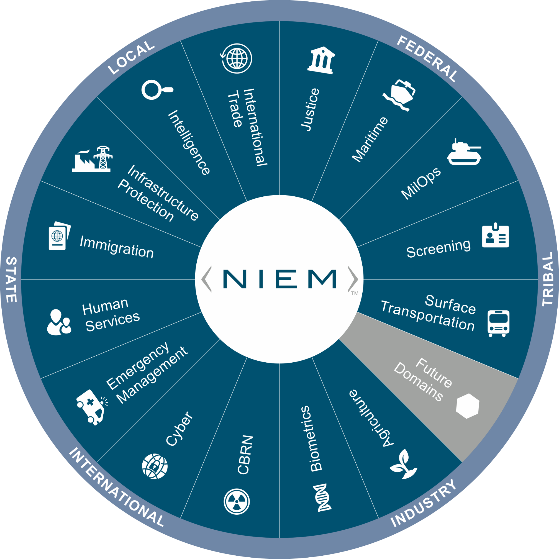 LOCAL
FEDERAL
TRIBAL
INDUSTRY
INTERNATIONAL
STATE
Justice
Maritime
MilOps
Screening
Surface
Transportation
Future
Domains
Agriculture
Biometrics
CBRN
Cyber
Emergency
Management
Human
Services
Immigration
Infrastructure
Protection
Intelligence
International
Trade
NIEM